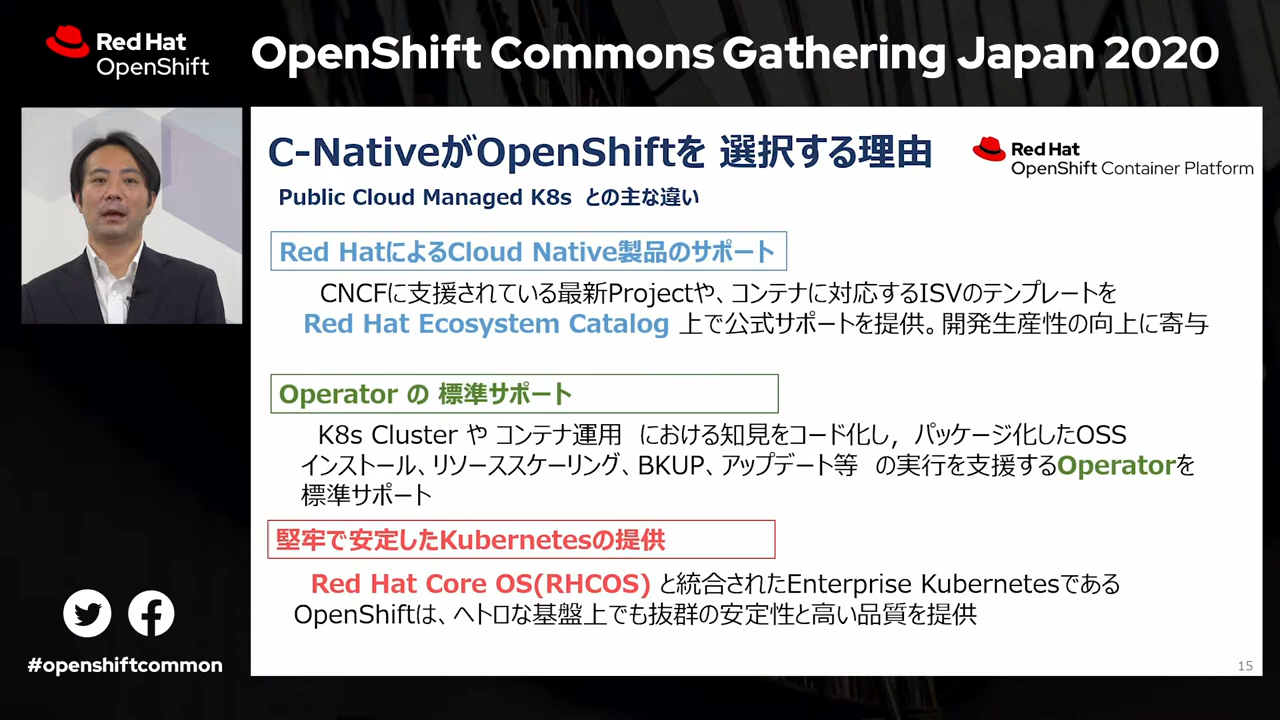 Red Hat
OpenShift
OpenShift Commons Gathering Japan 2020
C-NativeがOpenShiftを 選択する理由
Red Hat
OpenShift Container Platform
Public Cloud Managed K8s との主な違い
Red HatによるCloud Native製品のサポート
CNCFに支援されている最新Projectや、コンテナに対応するISVのテンプレートを
Red Hat Ecosystem Catalog 上で公式サポートを提供。開発生産性の向上に寄与
Operator の 標準サポート
K8s Cluster や コンテナ運用 における知見をコード化し, パッケージ化したOSS
インストール、リソーススケーリング、BKUP、アップデート等 の実行を支援するOperatorを
標準サポート
堅牢で安定したKubernetesの提供
Red Hat Core OS(RHCOS) と統合されたEnterprise Kubernetesである
OpenShiftは、ヘトロな基盤上でも抜群の安定性と高い品質を提供
15
#openshiftcommon